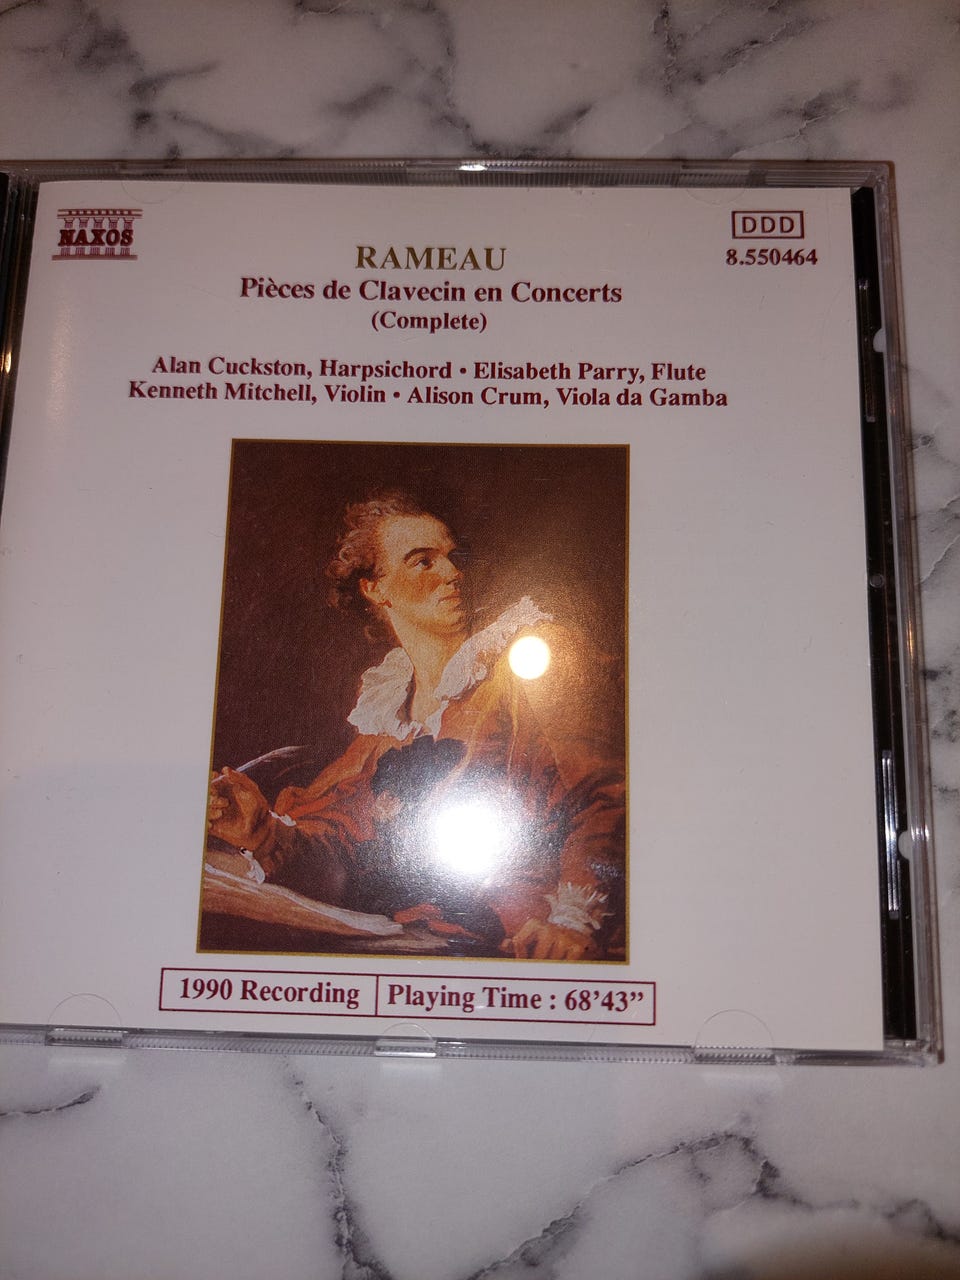 NAXOS
DDD
8.550464
RAMEAU
Pièces de Clavecin en Concerts
(Complete)
Alan Cuckston, Harpsichord • Elisabeth Parry, Flute
Kenneth Mitchell, Violin • Alison Crum, Viola da Gamba
1990 Recording
Playing Time : 68’43”